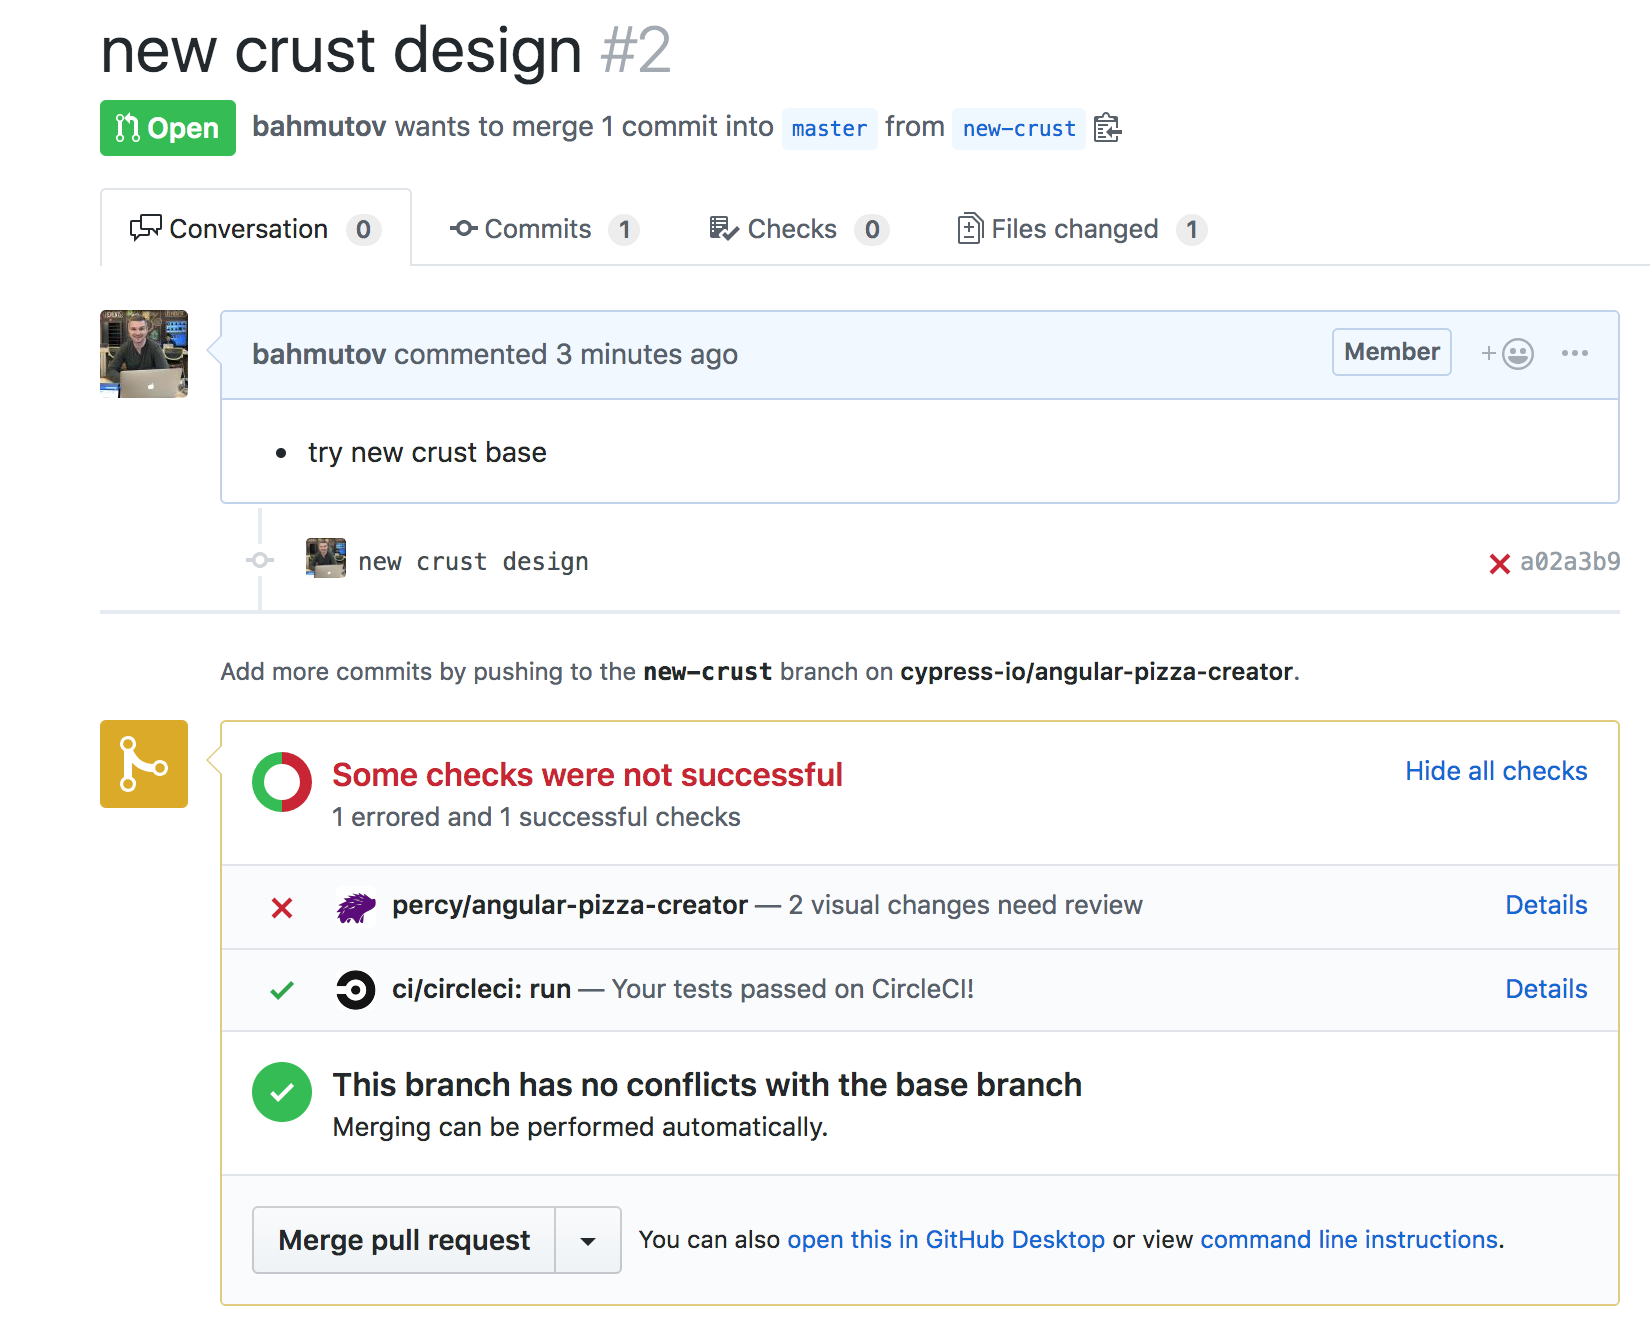 new crust design #2
Open bahmutov wants to merge 1 commit into master from new-crust
Conversation 0 Commits 1 Checks 0 Files changed 1
bahmutov commented 3 minutes ago Member +
• try new crust base
new crust design a02a3b9
Add more commits by pushing to the new-crust branch on cypress-io/angular-pizza-creator.
Some checks were not successful Hide all checks
1 errored and 1 successful checks
percy/angular-pizza-creator — 2 visual changes need review Details
ci/circleci: run — Your tests passed on CircleCI! Details
This branch has no conflicts with the base branch
Merging can be performed automatically.
Merge pull request You can also open this in GitHub Desktop or view command line instructions.